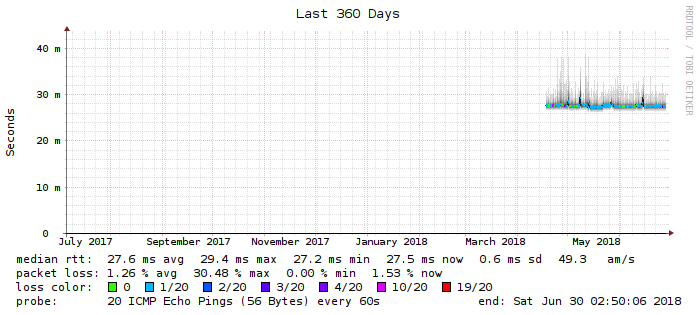 Last 360 Days
RRDTOOL / TOBI OETIKER
Seconds
40 m
30 m
20 m
10 m
0
July 2017 September 2017 November 2017 January 2018 March 2018 May 2018
median rtt: 27.6 ms avg 29.4 ms max 27.2 ms min 27.5 ms now 0.6 ms sd 49.3 am/s
packet loss: 1.26 % avg 30.48 % max 0.00 % min 1.53 % now
loss color: 0 1/20 2/20 3/20 4/20 10/20 19/20
probe: 20 ICMP Echo Pings (56 Bytes) every 60s end: Sat Jun 30 02:50:06 2018